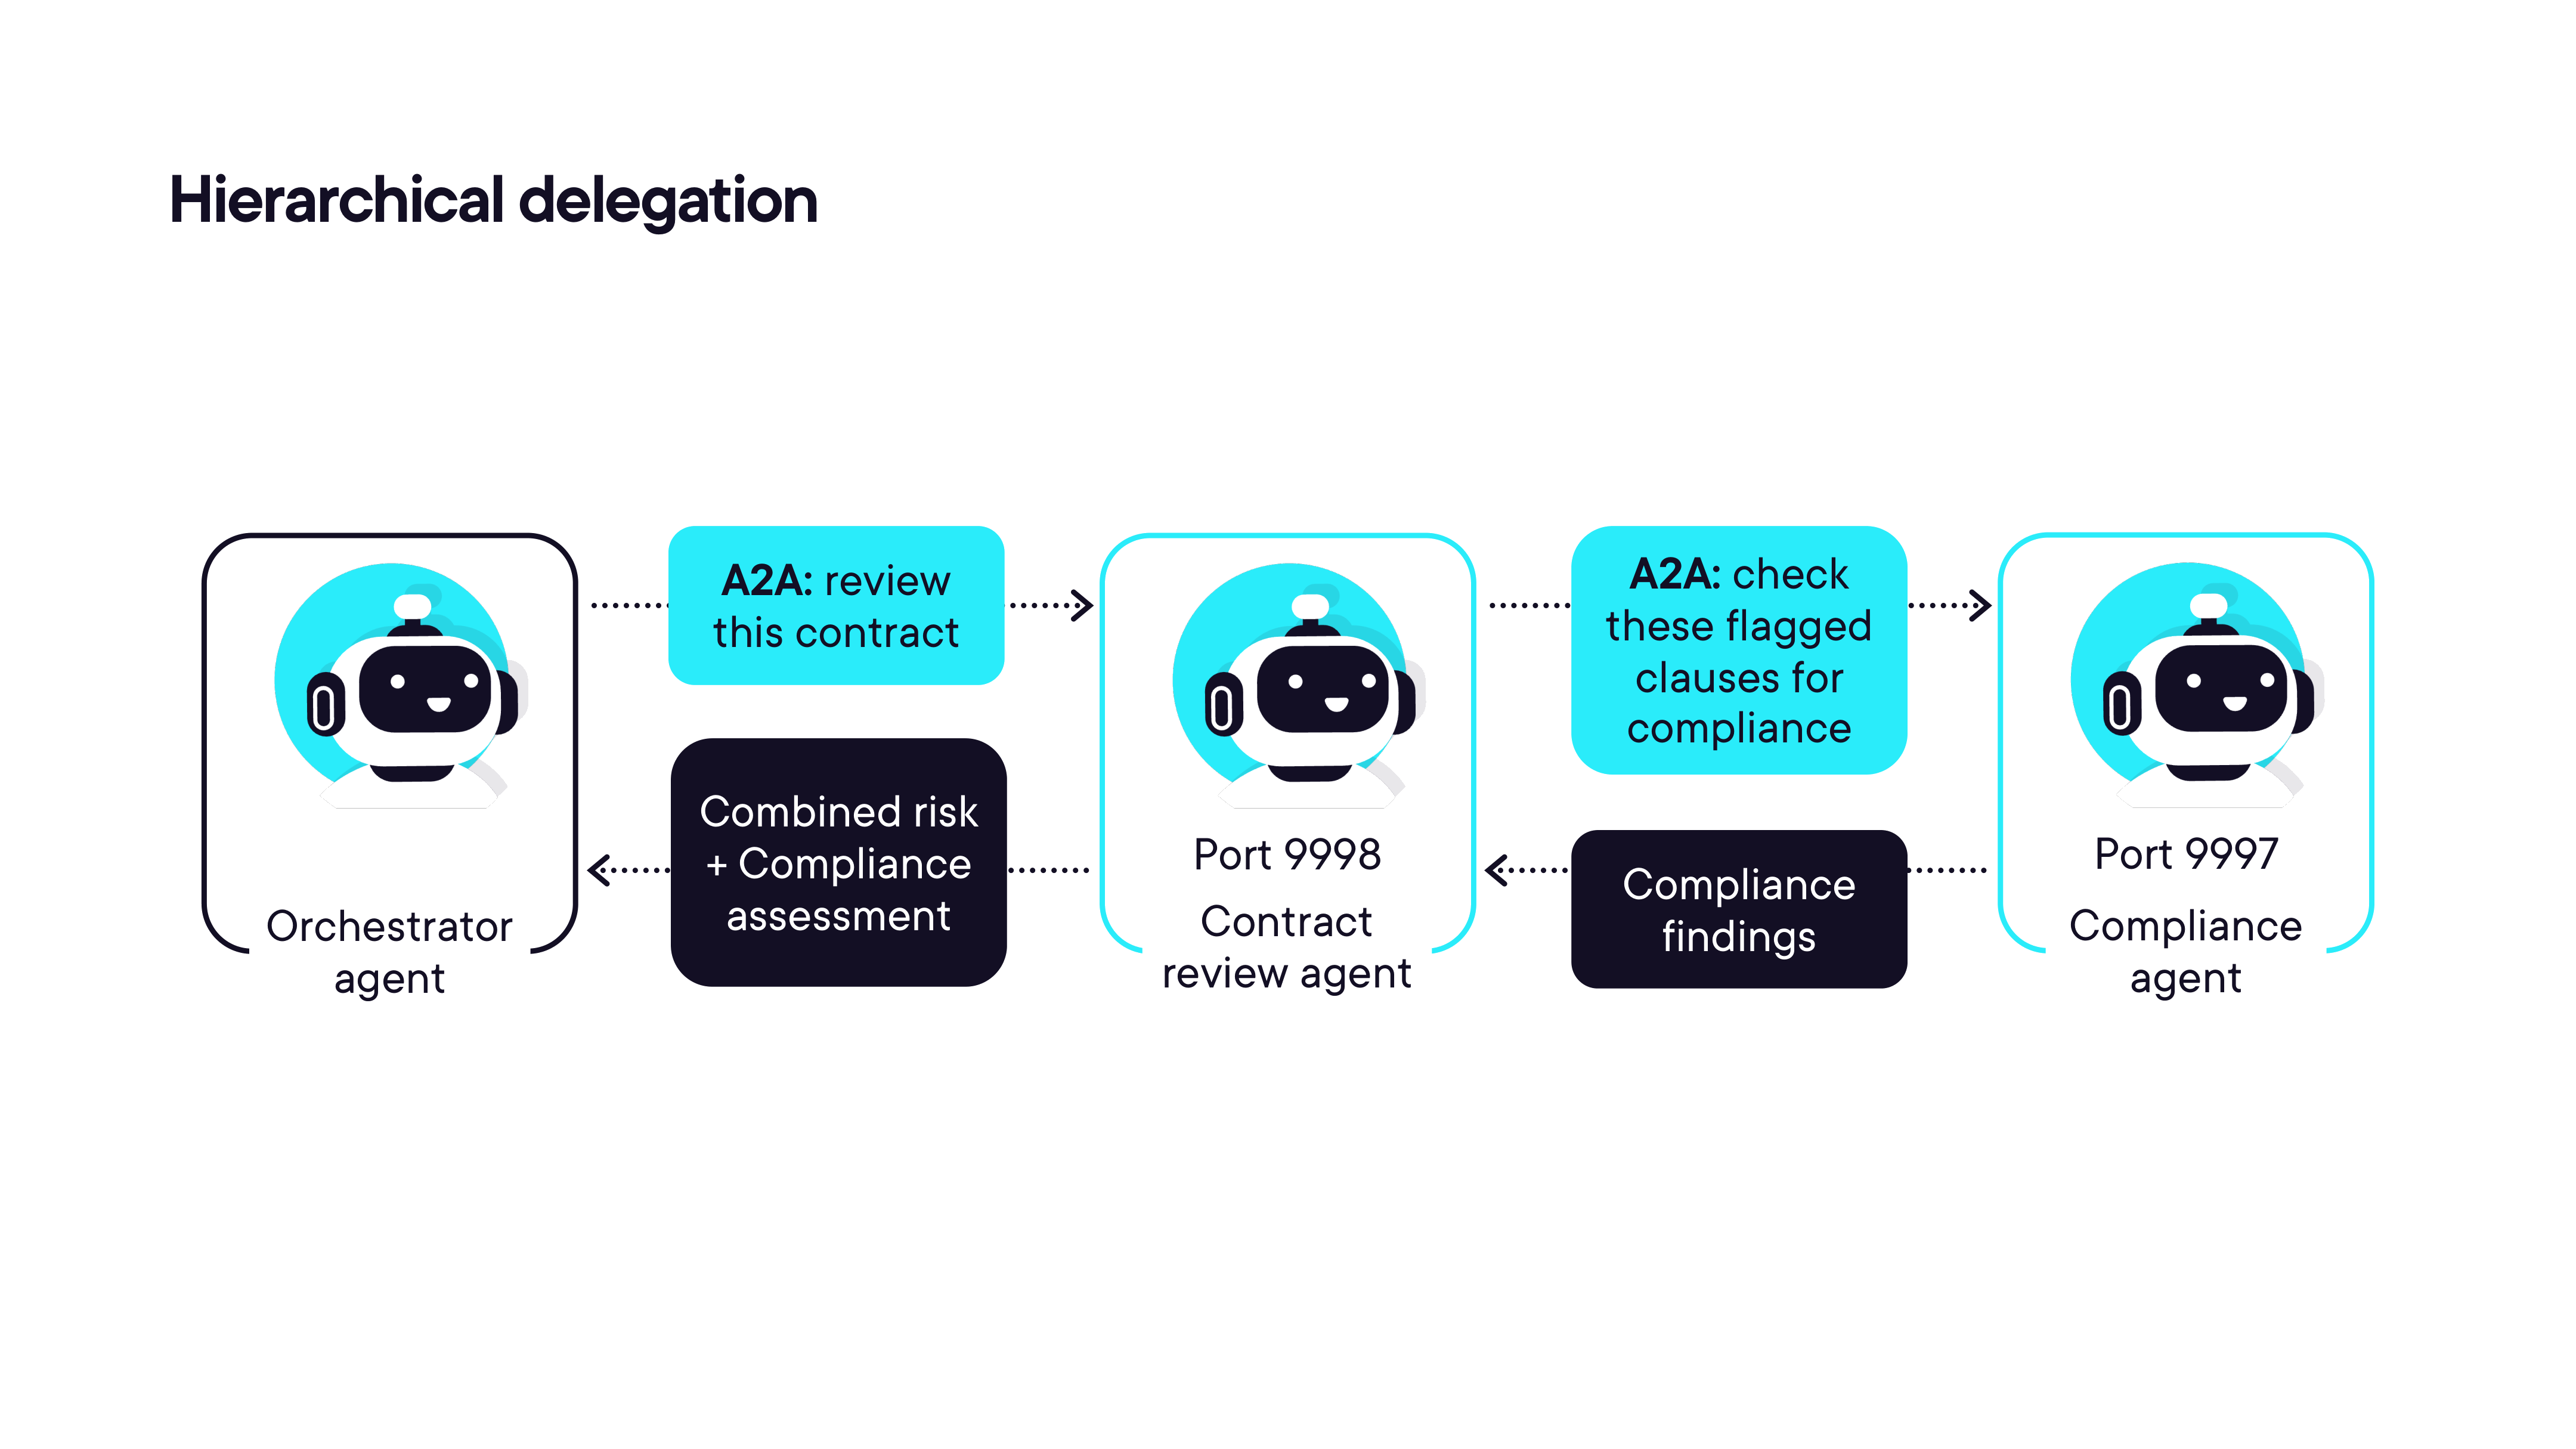 Hierarchical delegation
A2A: review
this contract
A2A: check
these flagged
clauses for
compliance
Combined risk
+ Compliance
assessment
Compliance
findings
Orchestrator
agent
Port 9998
Contract
review agent
Port 9997
Compliance
agent